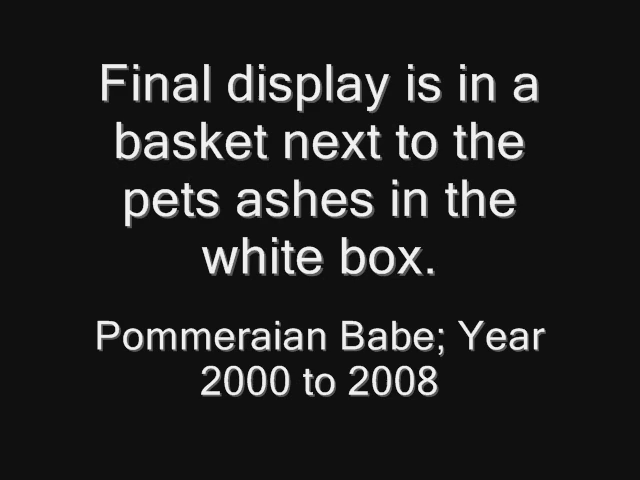 Final display is in a
basket next to the
pets ashes in the
white box.
Pommeraian Babe; Year
2000 to 2008